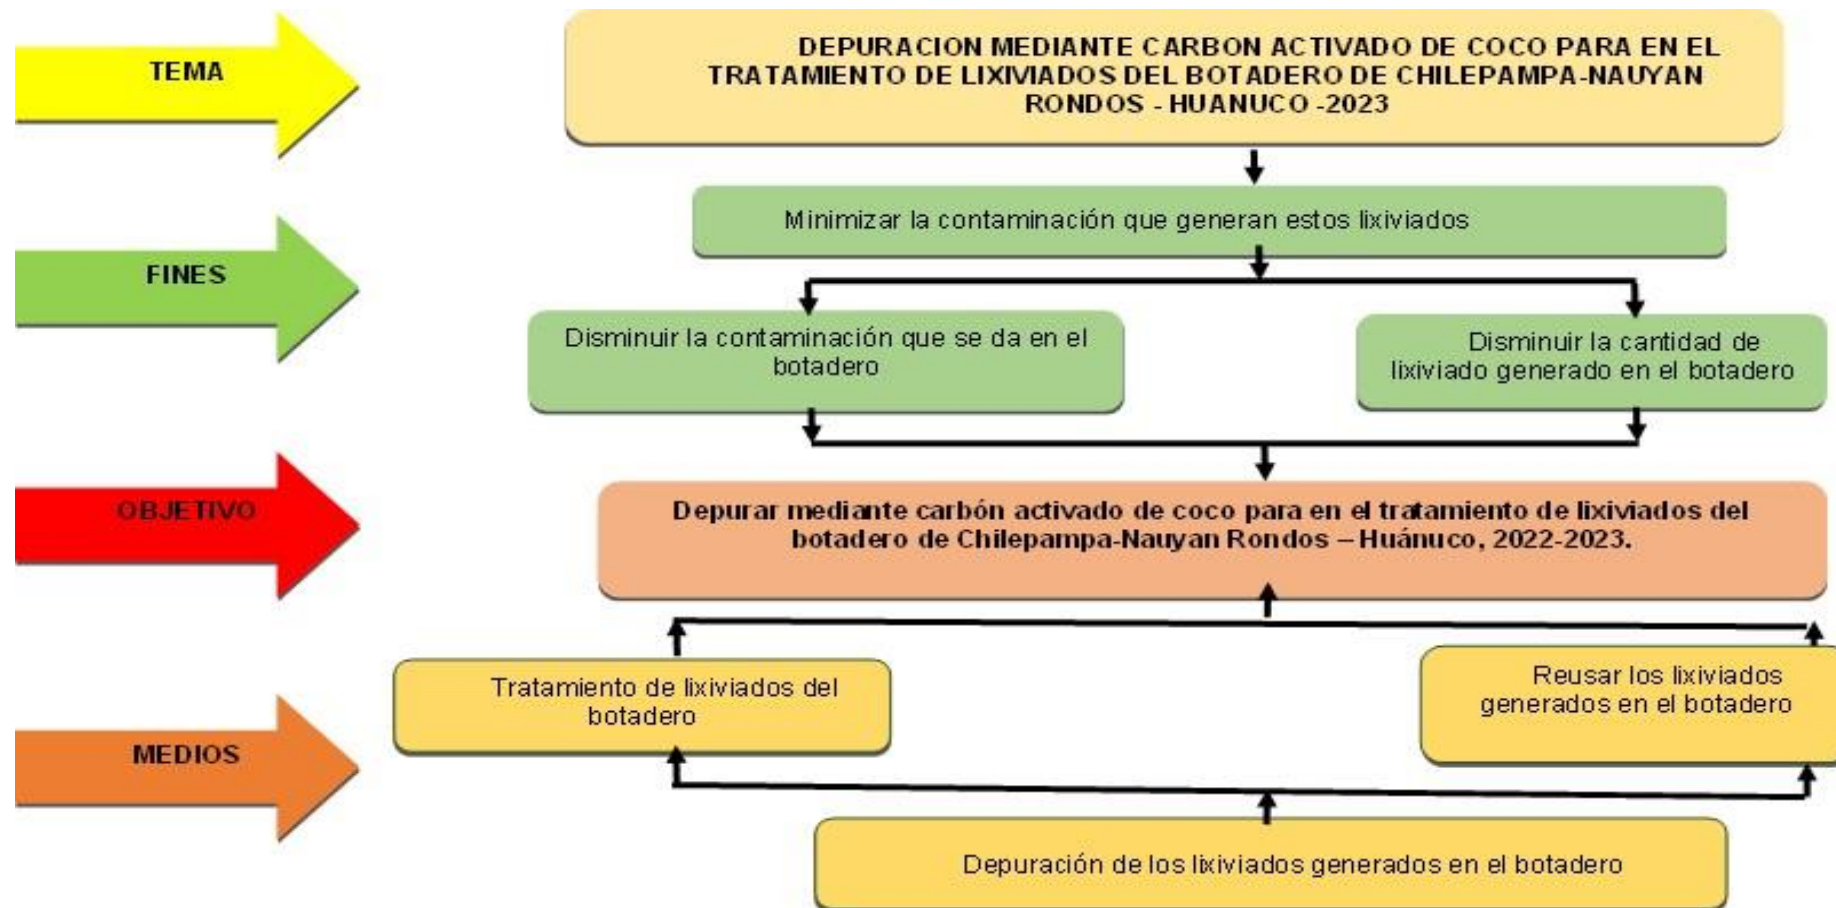 TEMA
DEPURACION MEDIANTE CARBON ACTIVADO DE COCO PARA EN EL
TRATAMIENTO DE LIXIVIADOS DEL BOTADERO DE CHILEPAMPA-NAUYAN
RONDOS - HUANUCO -2023
Minimizar la contaminación que generan estos lixiviados
FINES
Disminuir la contaminación que se da en el
botadero
Disminuir la cantidad de
lixiviado generado en el botadero
OBJETIVO
Depurar mediante carbón activado de coco para en el tratamiento de lixiviados del
botadero de Chilepampa-Nauyan Rondos – Huánuco, 2022-2023.
Tratamiento de lixiviados del
botadero
Reusar los lixiviados
generados en el botadero
MEDIOS
Depuración de los lixiviados generados en el botadero